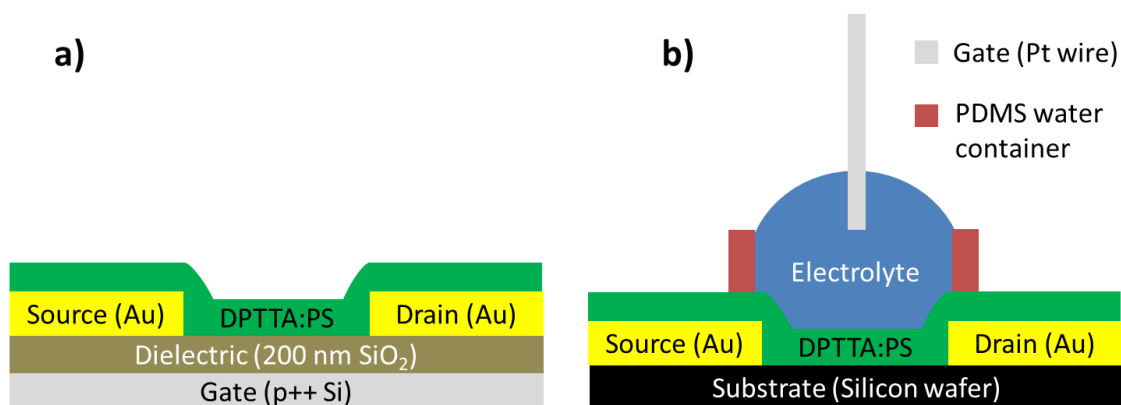 a)
Source (Au)
DPTTA:PS
Drain (Au)
Dielectric (200 nm SiO₂)
Gate (p++ Si)
b)
Gate (Pt wire)
PDMS water
container
Electrolyte
Source (Au)
DPTTA:PS
Drain (Au)
Substrate (Silicon wafer)